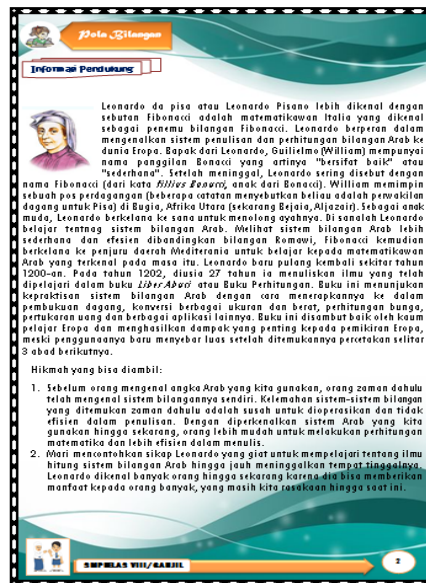 Pola Bilangan
Informasi Pendukung
Leonardo da pisa atau Leonardo Pisano lebih dikenal dengan
sebutan Fibonacci adalah matematikawan Italia yang dikenal
sebagai penemu bilangan Fibonacci. Leonardo berperan dalam
mengenalkan sistem penulisan dan perhitungan bilangan Arab ke
dunia Eropa. Bapak dari Leonardo, Guilielmo (William) mempunyai
nama panggilan Bonacci yang artinya "bersifat baik" atau
"sederhana". Setelah meninggal, Leonardo sering disebut dengan
nama Fibonacci (dari kata fillius Bonacci, anak dari Bonacci). William memimpin
sebuah pos perdagangan (beberapa catatan menyebutkan beliau adalah perwakilan
dagang untuk Pisa) di Bugia, Afrika Utara (sekarang Bejaia, Aljazair). Sebagai anak
muda, Leonardo berkelana ke sana untuk menolong ayahnya. Di sanalah Leonardo
belajar tentnag sistem bilangan Arab. Melihat sistem bilangan Arab lebih
sederhana dan efesien dibandingkan bilangan Romawi, Fibonacci kemudian
berkelana ke penjuru daerah Mediterania untuk belajar kepada matematikawan
Arab yang terkenal pada masa itu. Leonardo baru pulang kembali sekitar tahun
1200-an. Pada tahun 1202, diusia 27 tahun ia menuliskan ilmu yang telah
dipelajari dalam buku Liber Abaci atau Buku Perhitungan. Buku ini menunjukan
kepraktisan sistem bilangan Arab dengan cara menerapkannya ke dalam
pembukuan dagang, konversi berbagai ukuran dan berat, perhitungan bunga,
pertukaran uang dan berbagai aplikasi lainnya. Buku ini disambut baik oleh kaum
pelajar Eropa dan menghasilkan dampak yang penting kepada pemikiran Eropa,
meski penggunaanya baru menyebar luas setelah ditemukannya percetakan selitar
3 abad berikutnya.
Hikmah yang bisa diambil:
1. Sebelum orang mengenal angka Arab yang kita gunakan, orang zaman dahulu
telah mengenal sistem bilangannya sendiri. Kelemahan sistem-sistem bilangan
yang ditemukan zaman dahulu adalah susah untuk dioperasikan dan tidak
efisien dalam penulisan. Dengan diperkenalkan sistem Arab yang kita
gunakan hingga sekarang, orang lebih mudah untuk melakukan perhitungan
matematika dan lebih efisien dalam menulis.
2. Mari mencontohkan sikap Leonardo yang giat untuk mempelajari tentang ilmu
hitung sistem bilangan Arab hingga jauh meninggalkan tempat tinggalnya.
Leonardo dikenal banyak orang hingga sekarang karena dia bisa memberikan
manfaat kepada orang banyak, yang masih kita rasakaan hingga saat ini.
SMP/KELAS VIII/GANJIL
2